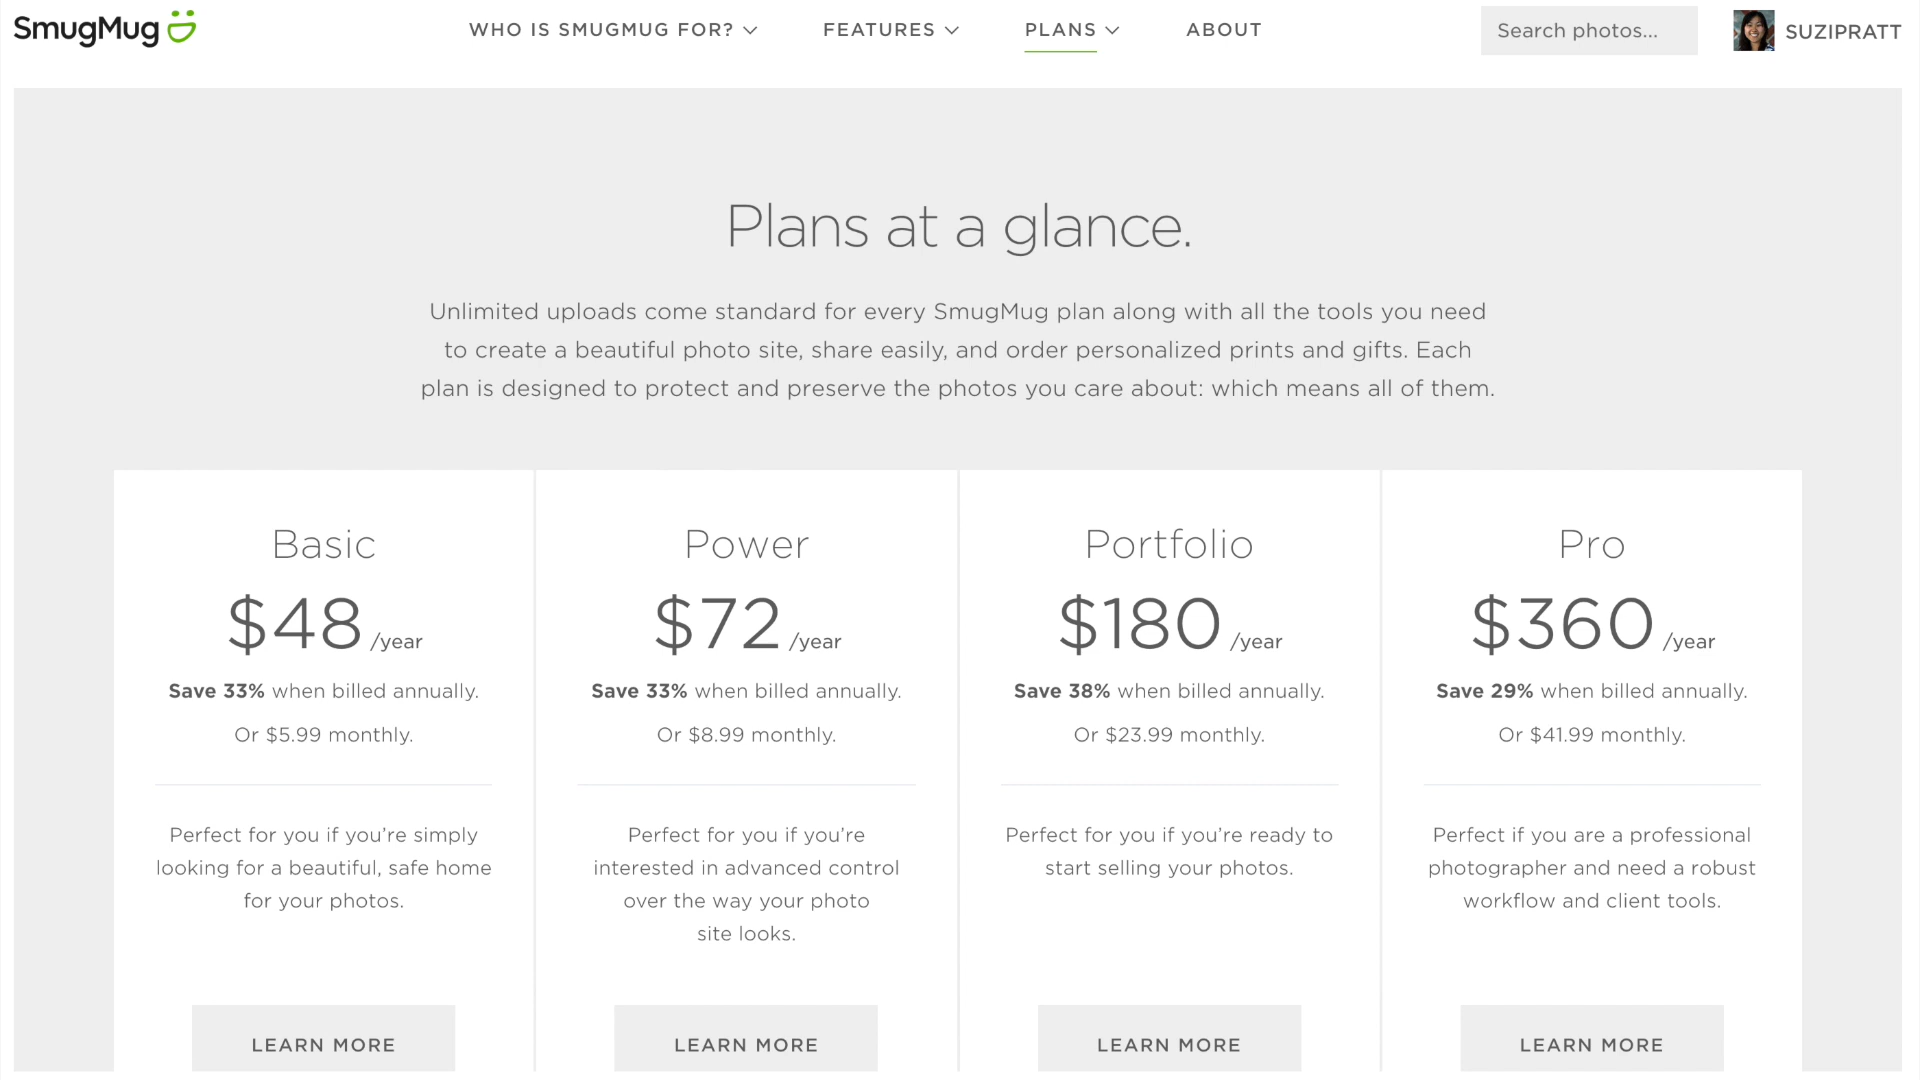 SmugMug
WHO IS SMUGMUG FOR?
FEATURES
PLANS
ABOUT
Search photos...
SUZIPRATT
Plans at a glance.
Unlimited uploads come standard for every SmugMug plan along with all the tools you need
to create a beautiful photo site, share easily, and order personalized prints and gifts. Each
plan is designed to protect and preserve the photos you care about: which means all of them.
Basic
$48 /year
Save 33% when billed annually.
Or $5.99 monthly.
Perfect for you if you’re simply
looking for a beautiful, safe home
for your photos.
LEARN MORE
Power
$72 /year
Save 33% when billed annually.
Or $8.99 monthly.
Perfect for you if you’re
interested in advanced control
over the way your photo
site looks.
LEARN MORE
Portfolio
$180 /year
Save 38% when billed annually.
Or $23.99 monthly.
Perfect for you if you’re ready to
start selling your photos.
LEARN MORE
Pro
$360 /year
Save 29% when billed annually.
Or $41.99 monthly.
Perfect if you are a professional
photographer and need a robust
workflow and client tools.
LEARN MORE